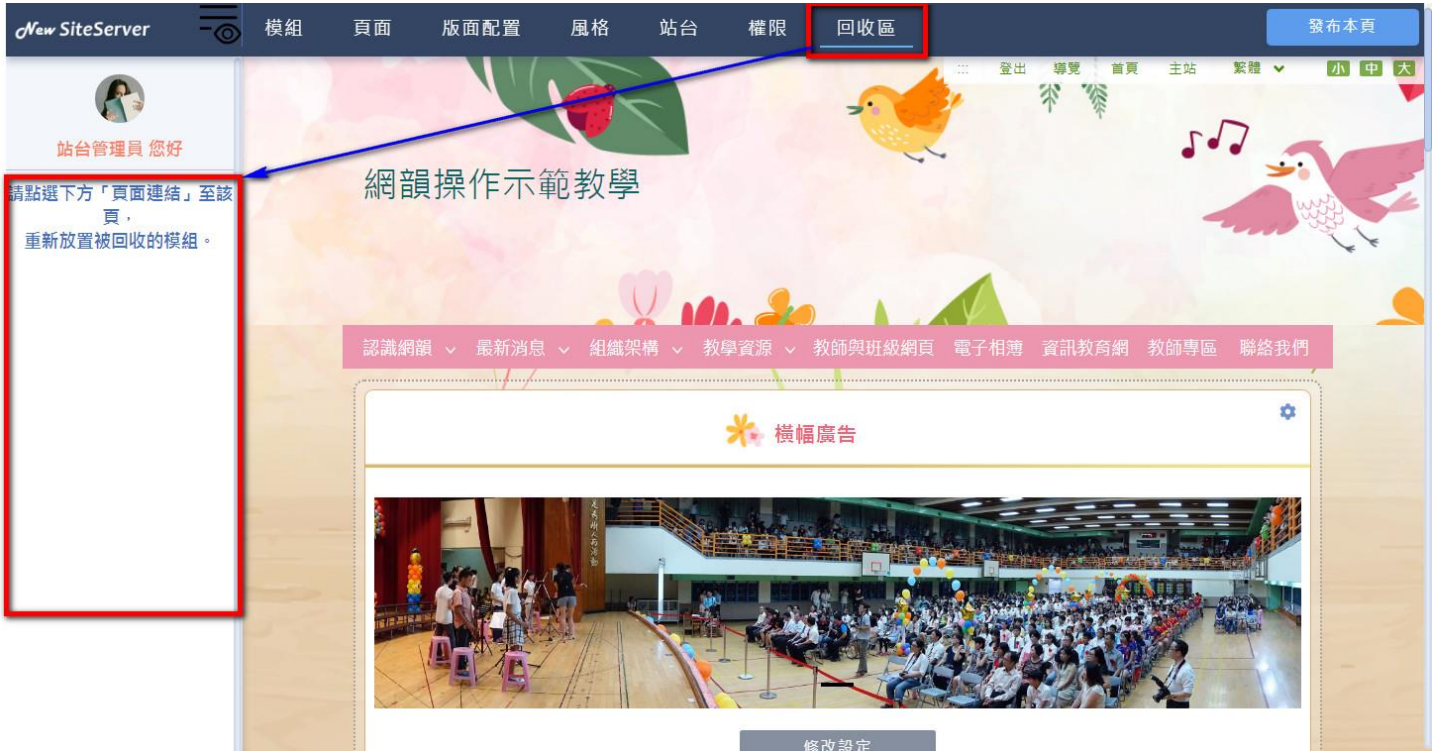 New SiteServer
模組
頁面
版面配置
風格
站台
權限
回收區
發布本頁
:::
登出
導覽
首頁
主站
繁體
小
中
大
站台管理員 您好
請點選下方「頁面連結」至該
頁，
重新放置被回收的模組。
網韻操作示範教學
認識網韻
最新消息
組織架構
教學資源
教師與班級網頁
電子相簿
資訊教育網
教師專區
聯絡我們
橫幅廣告
修改設定